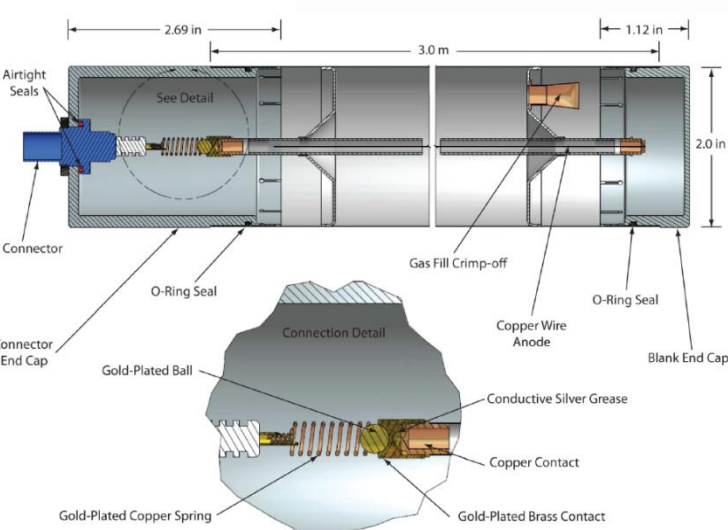 2.69 in
1.12 in
3.0 m
Airtight
Seals
See Detail
2.0 in
Connector
Gas Fill Crimp-off
O-Ring Seal
O-Ring Seal
Copper Wire
Anode
onnector
End Cap
Blank End Cap
Connection Detail
Gold-Plated Ball
Conductive Silver Grease
Copper Contact
Gold-Plated Copper Spring
Gold-Plated Brass Contact